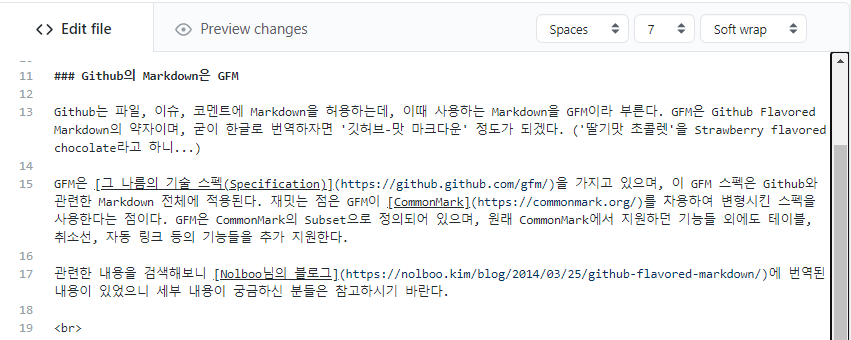 Edit file
Preview changes
Spaces
7
Soft wrap
11 ### Github의 Markdown은 GFM
12
13 Github는 파일, 이슈, 코멘트에 Markdown을 허용하는데, 이때 사용하는 Markdown을 GFM이라 부른다. GFM은 Github Flavored
Markdown의 약자이며, 굳이 한글로 번역하자면 '깃허브-맛 마크다운' 정도가 되겠다. ('딸기맛 초콜렛'을 Strawberry flavored
chocolate라고 하니...)
14
15 GFM은 [그 나름의 기술 스펙(Specification)](https://github.github.com/gfm/)을 가지고 있으며, 이 GFM 스펙은 Github와
관련한 Markdown 전체에 적용된다. 재밋는 점은 GFM이 [CommonMark](https://commonmark.org/)를 차용하여 변형시킨 스펙을
사용한다는 점이다. GFM은 CommonMark의 Subset으로 정의되어 있으며, 원래 CommonMark에서 지원하던 기능들 외에도 테이블,
취소선, 자동 링크 등의 기능들을 추가 지원한다.
16
17 관련한 내용을 검색해보니 [Nolboo님의 블로그](https://nolboo.kim/blog/2014/03/25/github-flavored-markdown/)에 번역된
내용이 있었으니 세부 내용이 궁금하신 분들은 참고하시기 바란다.
18
19 <br>